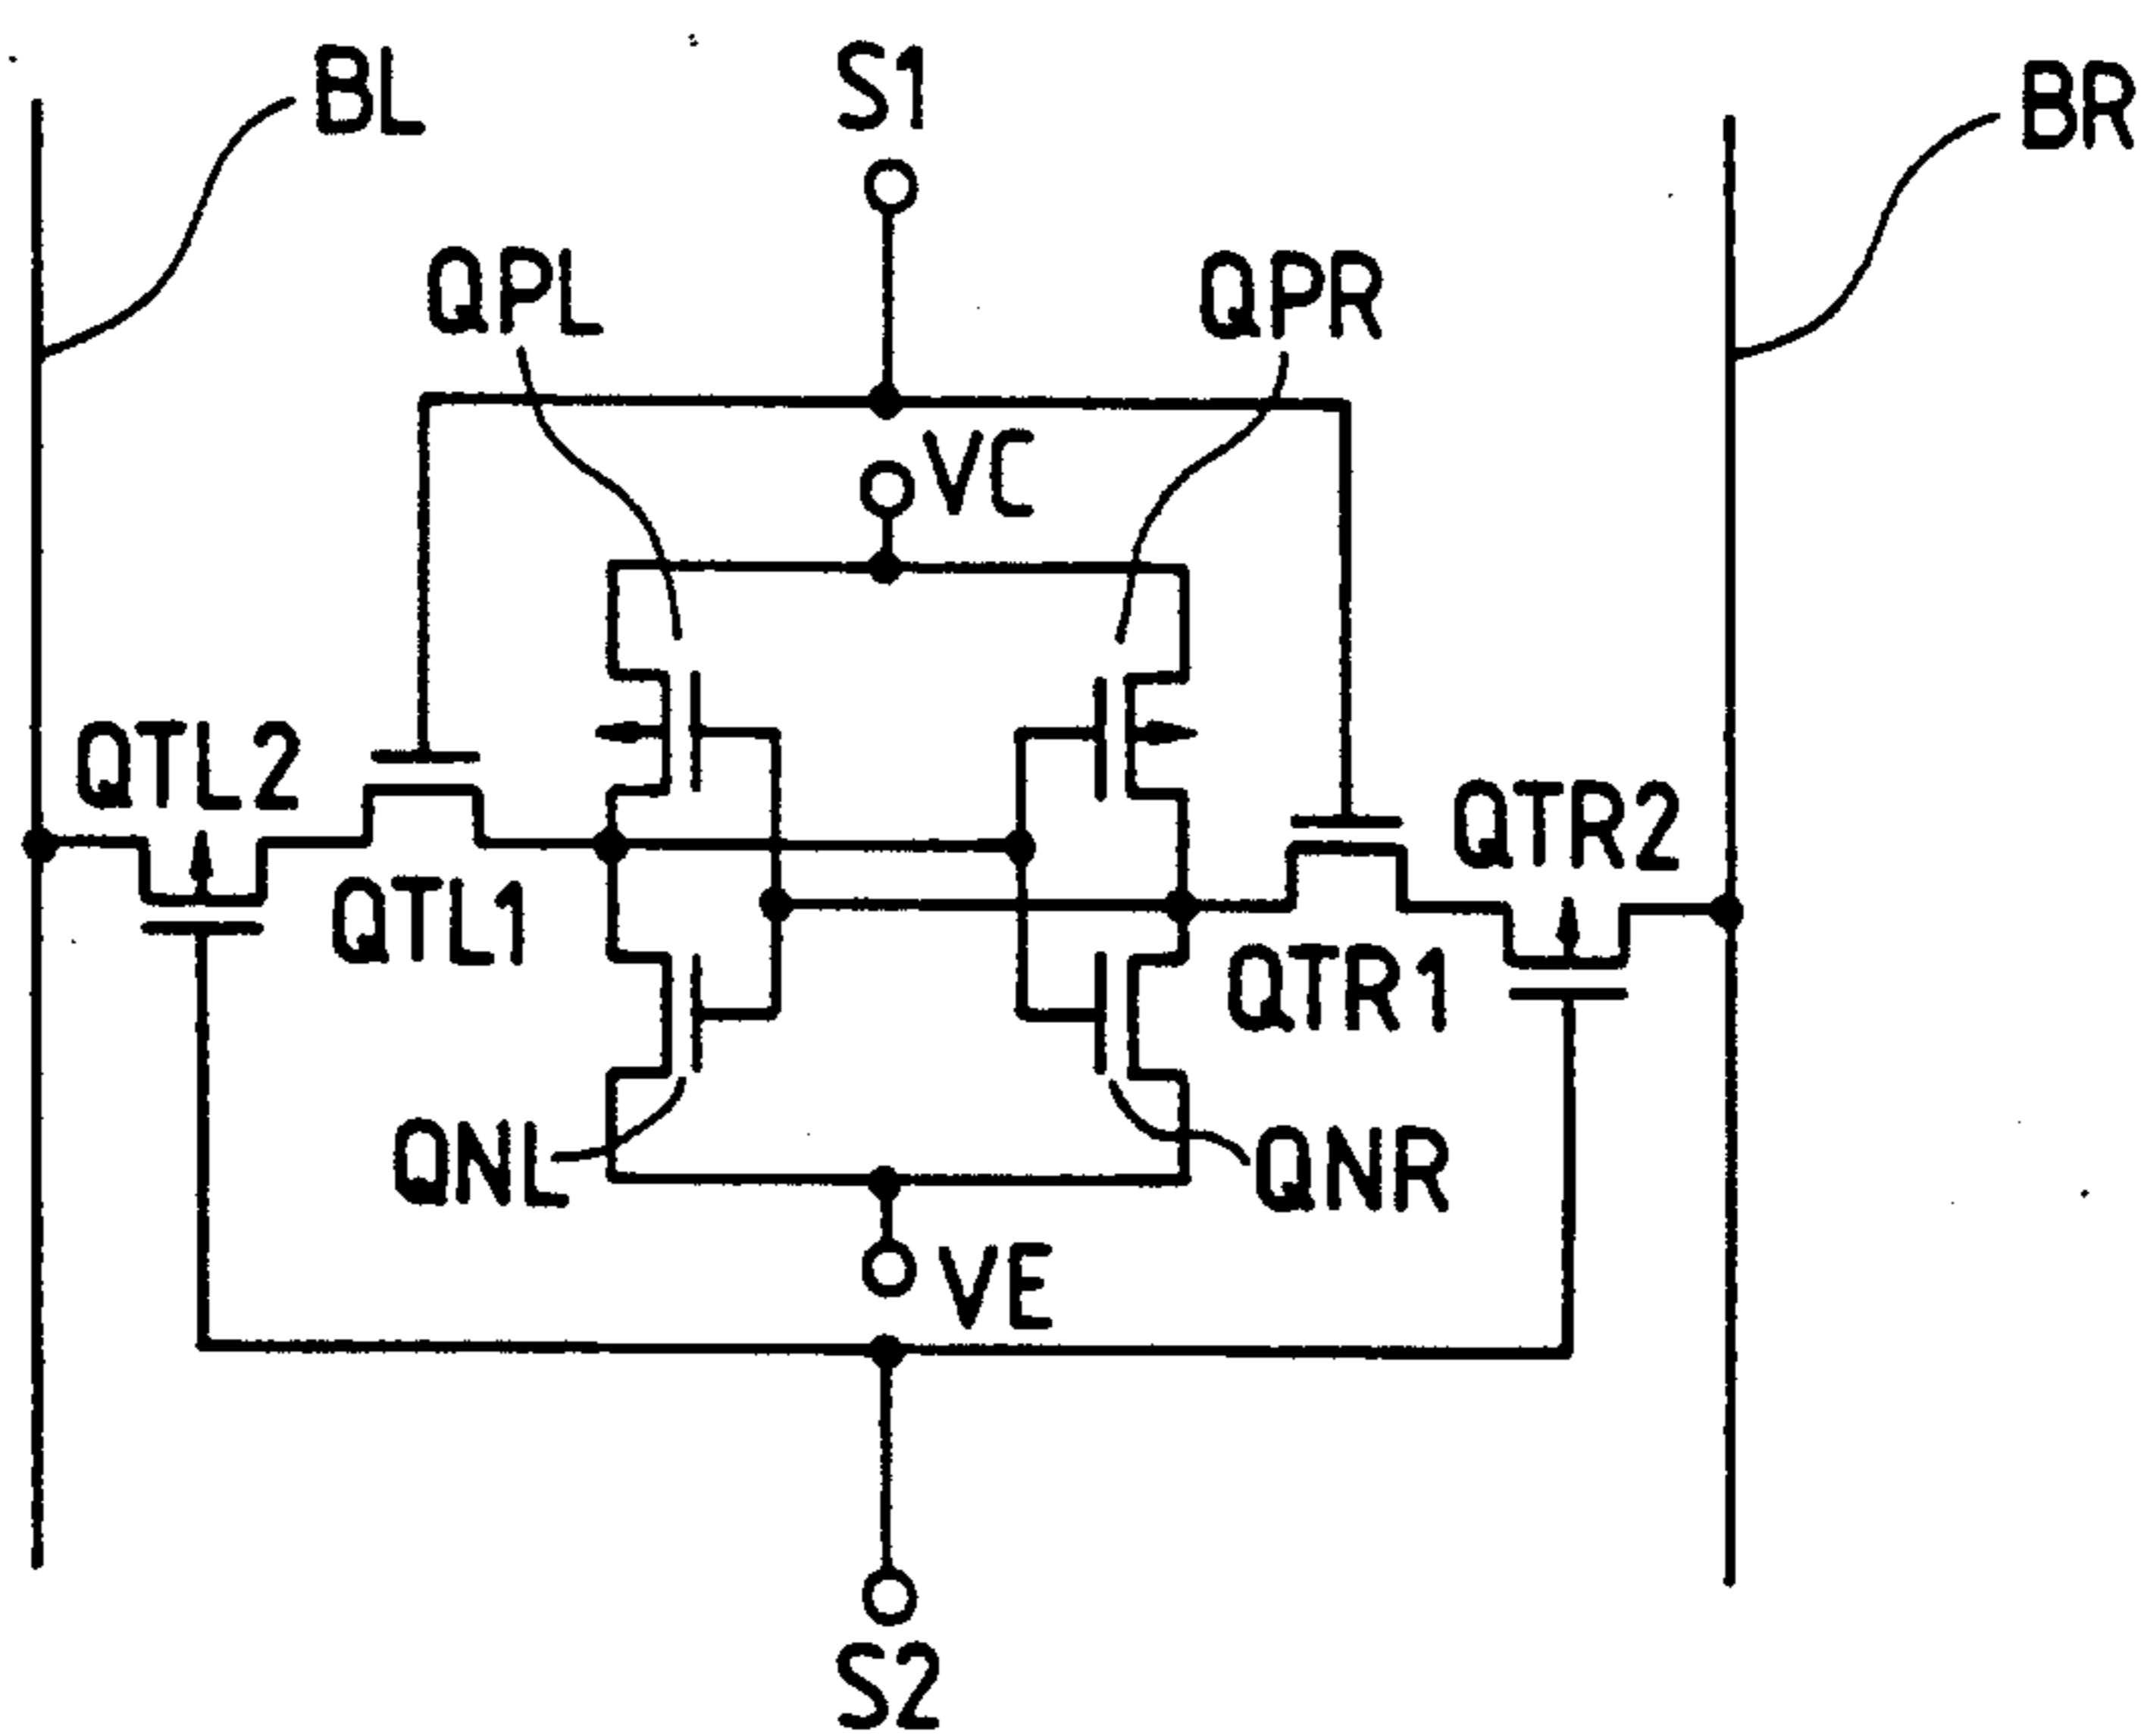 BL
S1
BR
QPL
QPR
VC
QTL2
QTR2
QTL1
QTR1
QNL
QNR
VE
S2